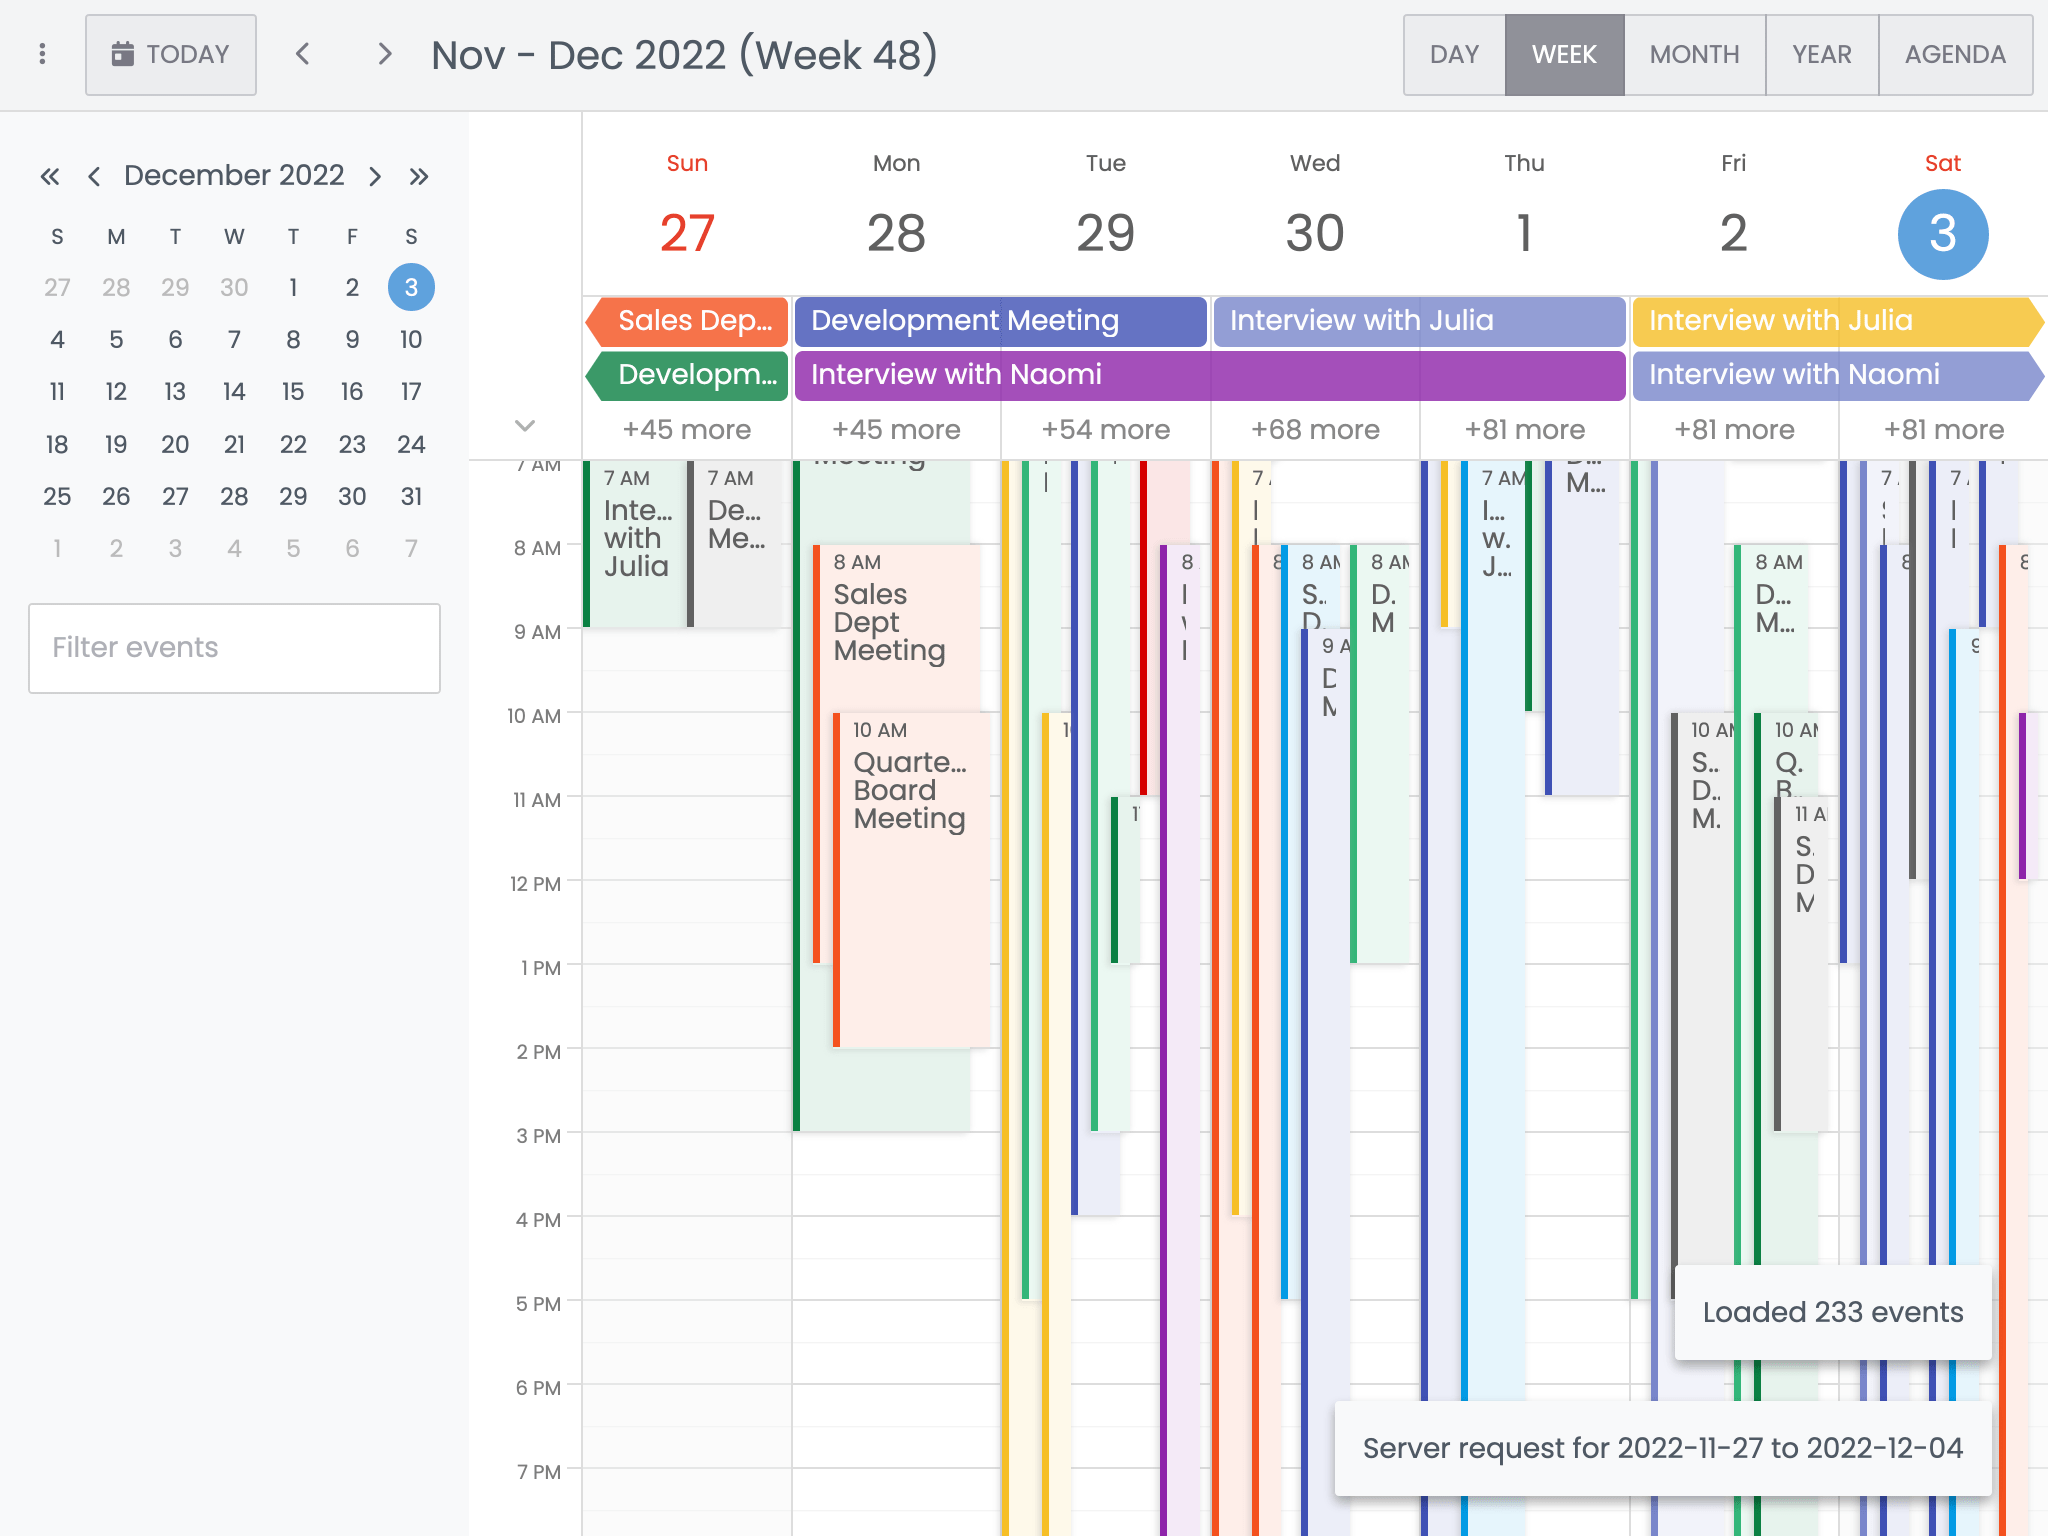 TODAY
Nov - Dec 2022 (Week 48)
DAY WEEK MONTH YEAR AGENDA
December 2022
S M T W T F S
27 28 29 30 1 2 3
4 5 6 7 8 9 10
11 12 13 14 15 16 17
18 19 20 21 22 23 24
25 26 27 28 29 30 31
1 2 3 4 5 6 7
Filter events
Sun Mon Tue Wed Thu Fri Sat
27 28 29 30 1 2 3
Sales Dep... Development Meeting Interview with Julia Interview with Julia
Developm... Interview with Naomi Interview with Naomi
+45 more +45 more +54 more +68 more +81 more +81 more +81 more
7 AM
8 AM
9 AM
10 AM
11 AM
12 PM
1 PM
2 PM
3 PM
4 PM
5 PM
6 PM
7 PM
7 AM
Inte...
with
Julia
7 AM
De...
Me...
Meeting
8 AM
Sales
Dept
Meeting
10 AM
Quarte...
Board
Meeting
8 AM
S..
D.
9 A
8 AM
D.
M
7 AM
I...
w.
J...
D...
M...
8 AM
D...
M...
10 AM
S..
D..
M.
10 AM
Q.
B..
11 A
S.
D
M
Loaded 233 events
Server request for 2022-11-27 to 2022-12-04